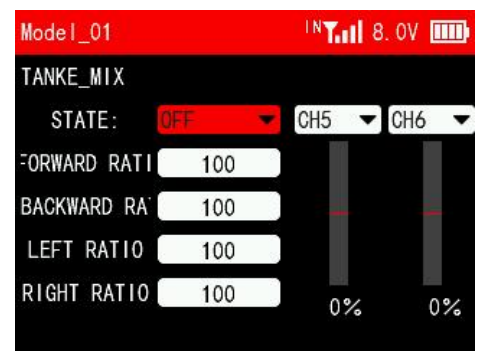 Model_01 IN 8.0V
TANKE_MIX
STATE: OFF CH5 CH6
FORWARD RATI 100
BACKWARD RA 100
LEFT RATIO 100
RIGHT RATIO 100
0% 0%